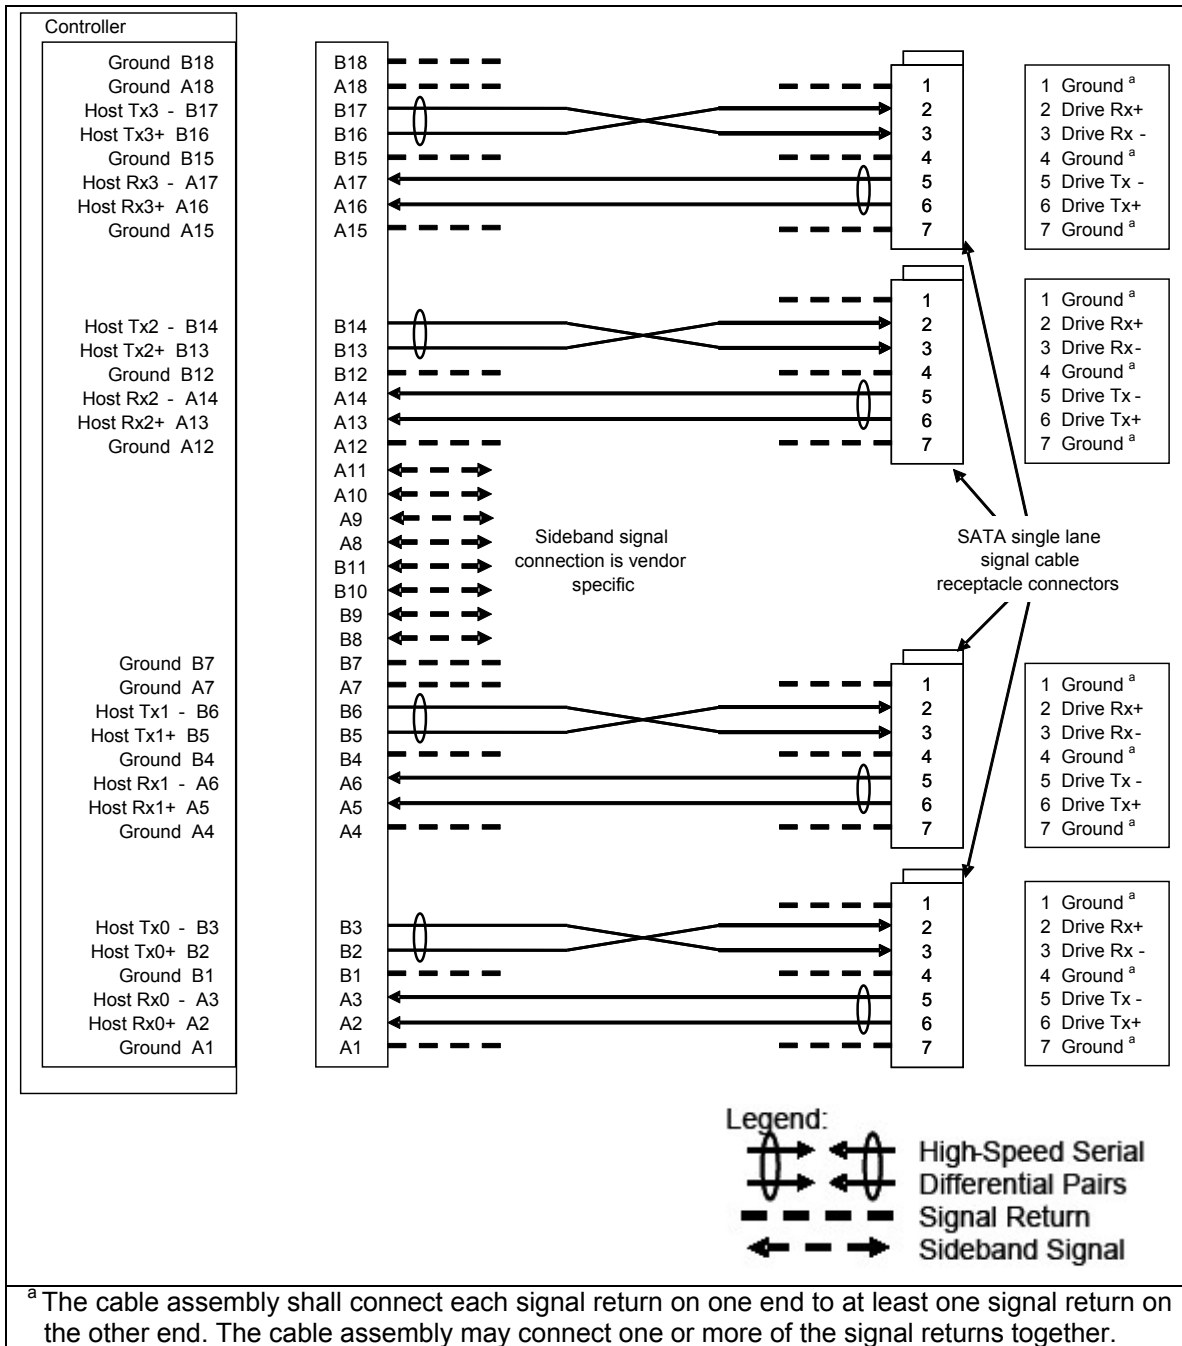 Controller
Ground B18
Ground A18
Host Tx3 - B17
Host Tx3+ B16
Ground B15
Host Rx3 - A17
Host Rx3+ A16
Ground A15
Host Tx2 - B14
Host Tx2+ B13
Ground B12
Host Rx2 - A14
Host Rx2+ A13
Ground A12
Ground B7
Ground A7
Host Tx1 - B6
Host Tx1+ B5
Ground B4
Host Rx1 - A6
Host Rx1+ A5
Ground A4
Host Tx0 - B3
Host Tx0+ B2
Ground B1
Host Rx0 - A3
Host Rx0+ A2
Ground A1
B18
A18
B17
B16
B15
A17
A16
A15
B14
B13
B12
A14
A13
A12
A11
A10
A9
A8
B11
B10
B9
B8
B7
A7
B6
B5
B4
A6
A5
A4
B3
B2
B1
A3
A2
A1
Sideband signal
connection is vendor
specific
1
2
3
4
5
6
7
1
2
3
4
5
6
7
SATA single lane
signal cable
receptacle connectors
1
2
3
4
5
6
7
1
2
3
4
5
6
7
1 Ground a
2 Drive Rx+
3 Drive Rx -
4 Ground a
5 Drive Tx -
6 Drive Tx+
7 Ground a
1 Ground a
2 Drive Rx+
3 Drive Rx-
4 Ground a
5 Drive Tx -
6 Drive Tx+
7 Ground a
1 Ground a
2 Drive Rx+
3 Drive Rx-
4 Ground a
5 Drive Tx -
6 Drive Tx+
7 Ground a
1 Ground a
2 Drive Rx+
3 Drive Rx -
4 Ground a
5 Drive Tx -
6 Drive Tx+
7 Ground a
Legend:
High-Speed Serial
Differential Pairs
Signal Return
Sideband Signal
a The cable assembly shall connect each signal return on one end to at least one signal return on
the other end. The cable assembly may connect one or more of the signal returns together.